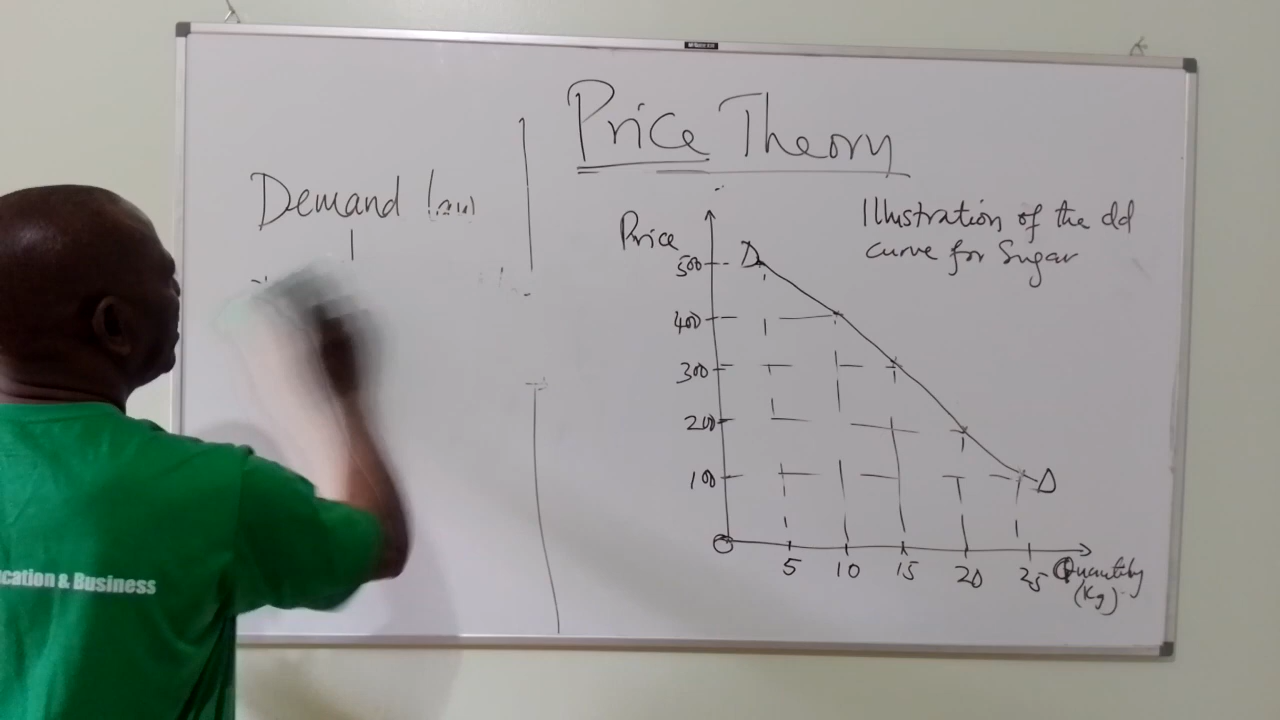 Price Theory
Demand law
Illustration of the dd
curve for Sugar
Price
D
500
400
300
200
100
D
O
5 10 15 20 25 Quantity
(Kg)
cation & Business